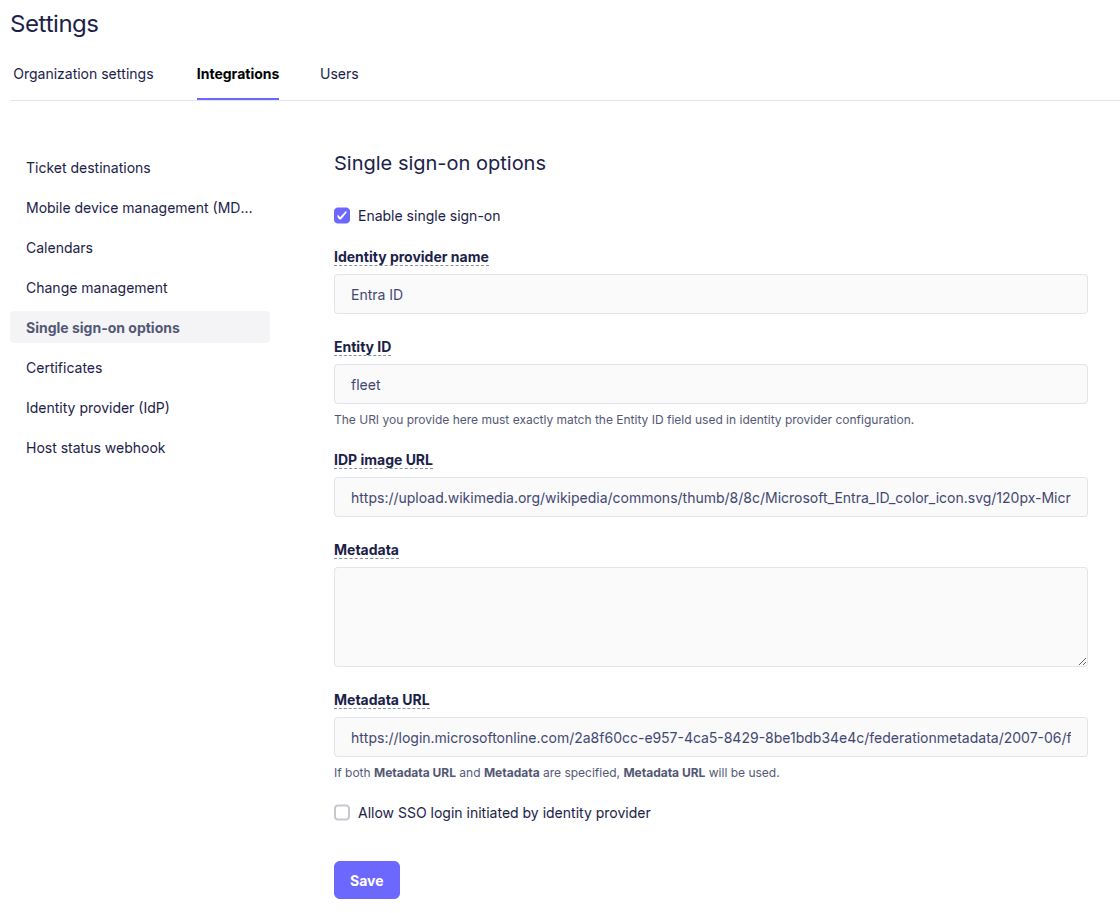 Settings
Organization settings Integrations Users
Ticket destinations
Mobile device management (MD...
Calendars
Change management
Single sign-on options
Certificates
Identity provider (IdP)
Host status webhook
Single sign-on options
Enable single sign-on
Identity provider name
Entra ID
Entity ID
fleet
The URI you provide here must exactly match the Entity ID field used in identity provider configuration.
IDP image URL
https://upload.wikimedia.org/wikipedia/commons/thumb/8/8c/Microsoft_Entra_ID_color_icon.svg/120px-Micr
Metadata
Metadata URL
https://login.microsoftonline.com/2a8f60cc-e957-4ca5-8429-8be1bdb34e4c/federationmetadata/2007-06/f
If both Metadata URL and Metadata are specified, Metadata URL will be used.
Allow SSO login initiated by identity provider
Save